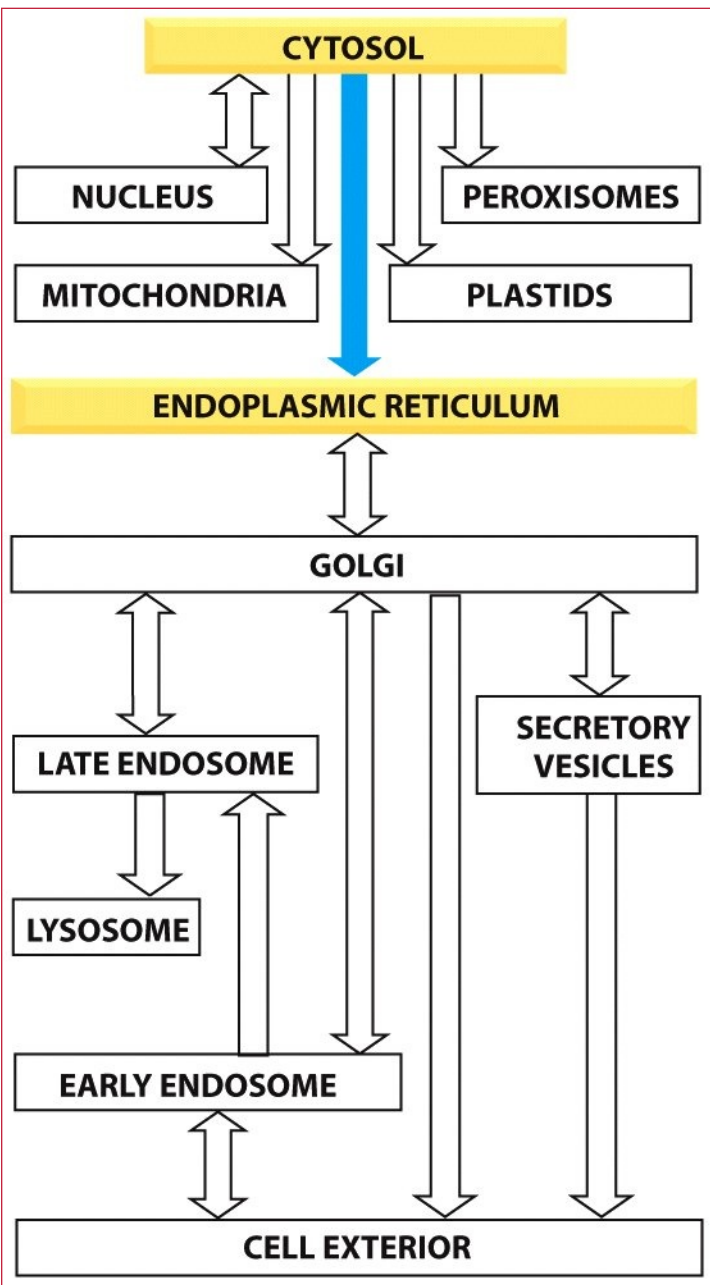 CYTOSOL
NUCLEUS
PEROXISOMES
MITOCHONDRIA
PLASTIDS
ENDOPLASMIC RETICULUM
GOLGI
SECRETORY
VESICLES
LATE ENDOSOME
LYSOSOME
EARLY ENDOSOME
CELL EXTERIOR